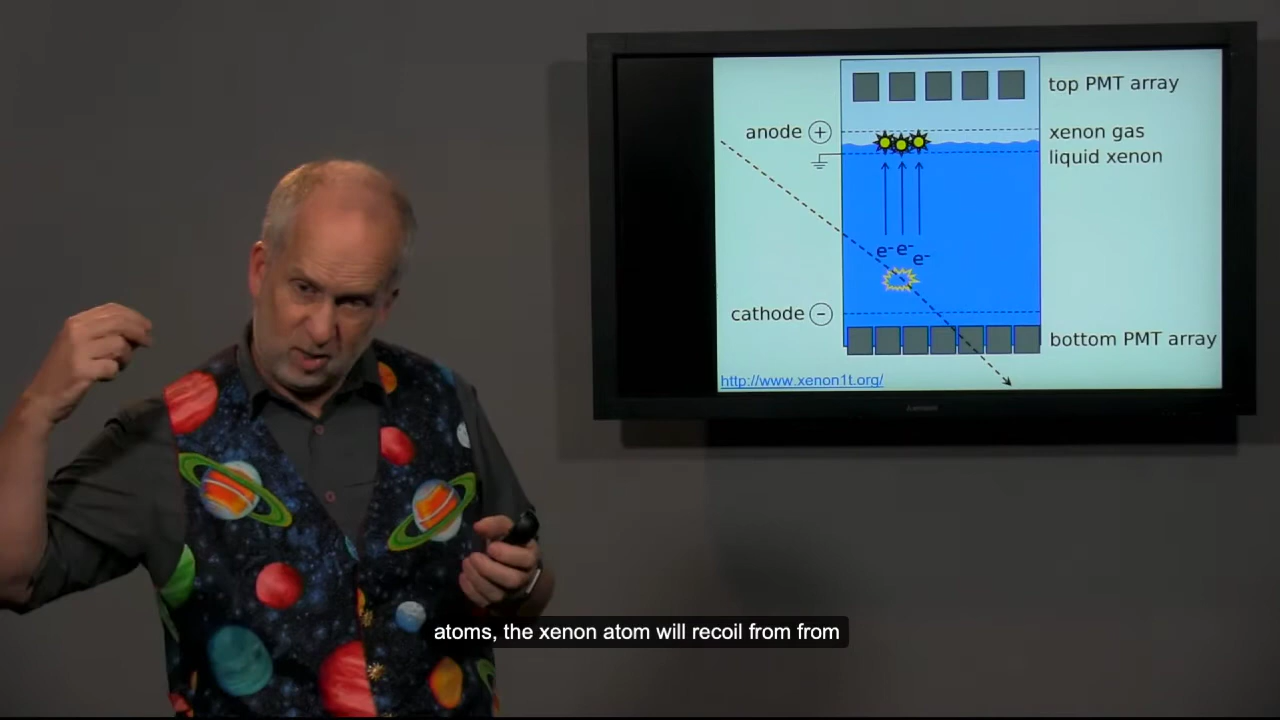 top PMT array
anode +
xenon gas
liquid xenon
e- e- e-
cathode −
bottom PMT array
http://www.xenon1t.org/
atoms, the xenon atom will recoil from from